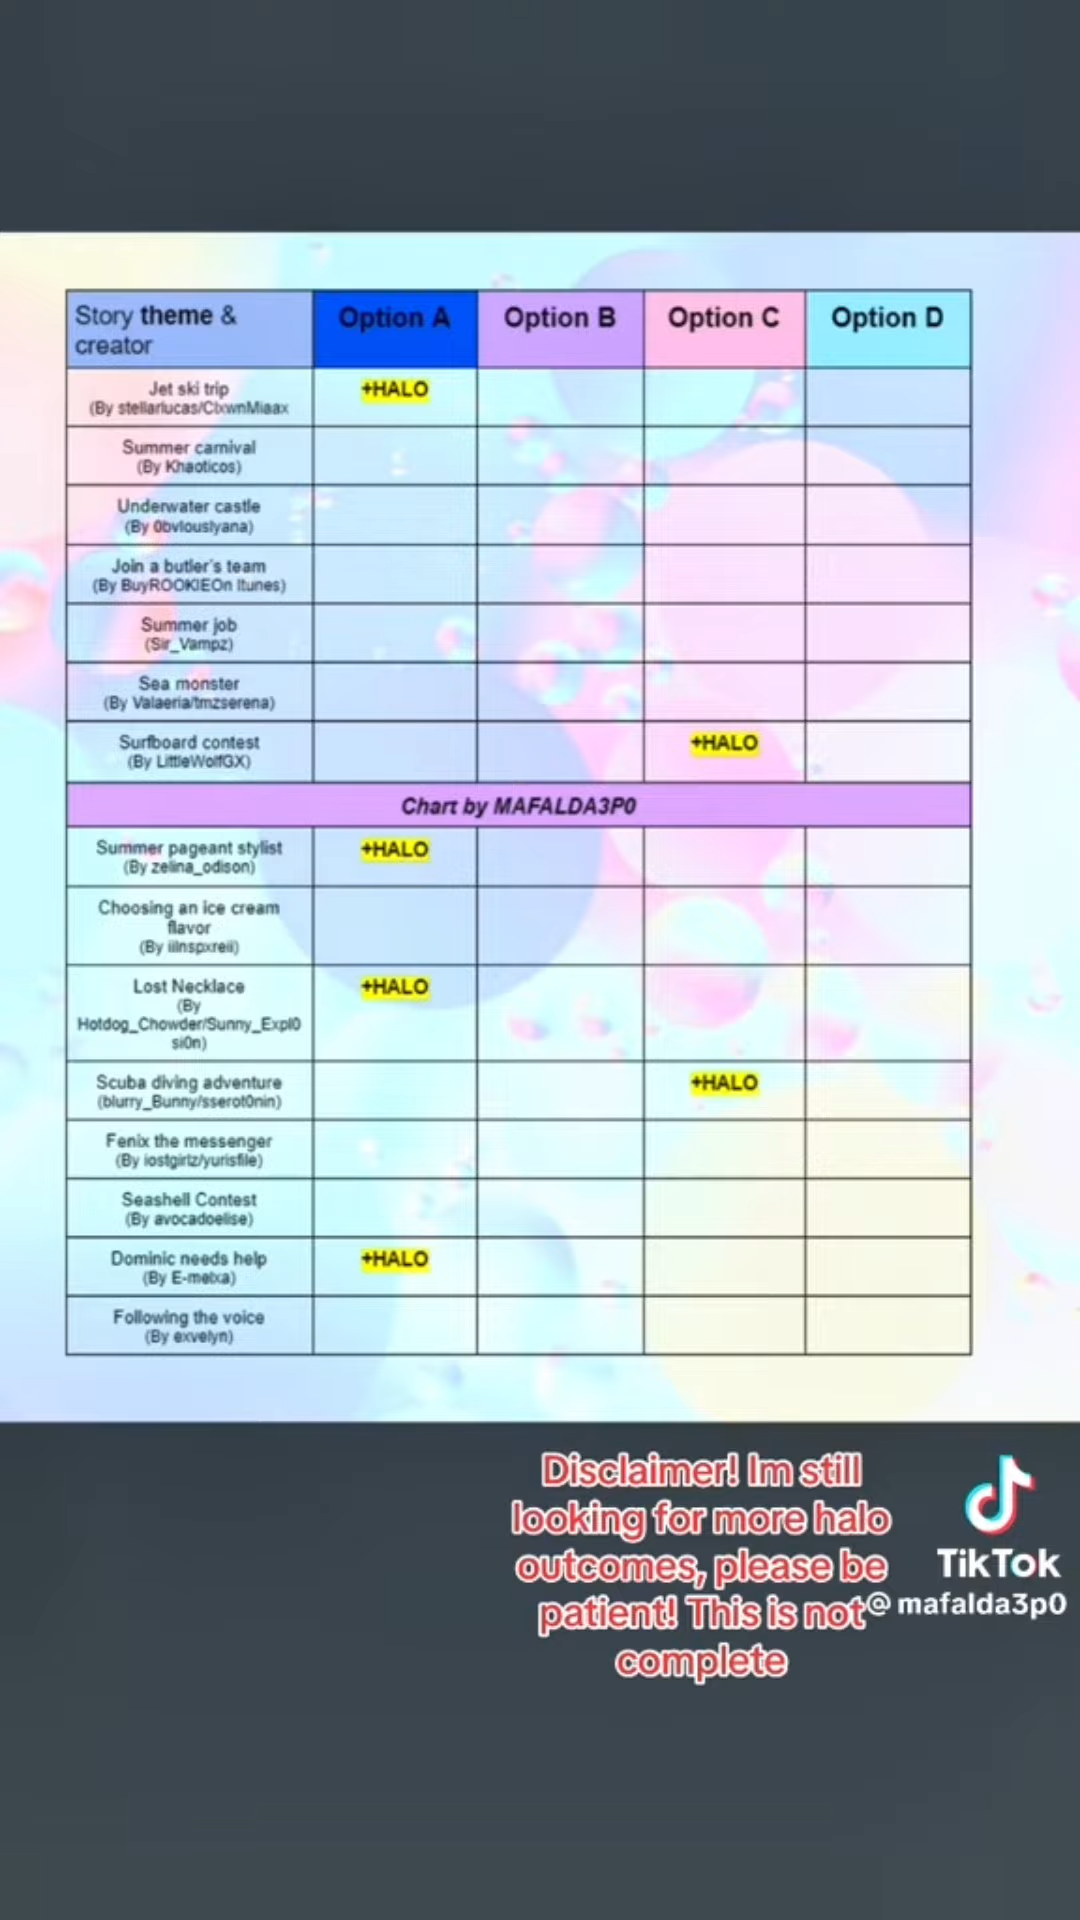 Story theme &
creator
Option A
Option B
Option C
Option D
Jet ski trip
(By stellarlucas/ClxwnMiaax
+HALO
Summer carnival
(By Khaoticos)
Underwater castle
(By 0bvlouslyana)
Join a butler's team
(By BuyROOKIEOn Itunes)
Summer job
(Sir_Vampz)
Sea monster
(By Valaeria/tmzserena)
Surfboard contest
(By LittleWolfGX)
+HALO
Chart by MAFALDA3P0
Summer pageant stylist
(By zelina_odison)
+HALO
Choosing an ice cream
flavor
(By iilnspxreii)
Lost Necklace
(By
Hotdog_Chowder/Sunny_Expl0
si0n)
+HALO
Scuba diving adventure
(blurry_Bunny/sserot0nin)
+HALO
Fenix the messenger
(By iostgirlz/yurisfile)
Seashell Contest
(By avocadoelise)
Dominic needs help
(By E-melxa)
+HALO
Following the voice
(By exvelyn)
Disclaimer! Im still
looking for more halo
outcomes, please be
patient! This is not
complete
TikTok
@mafalda3p0